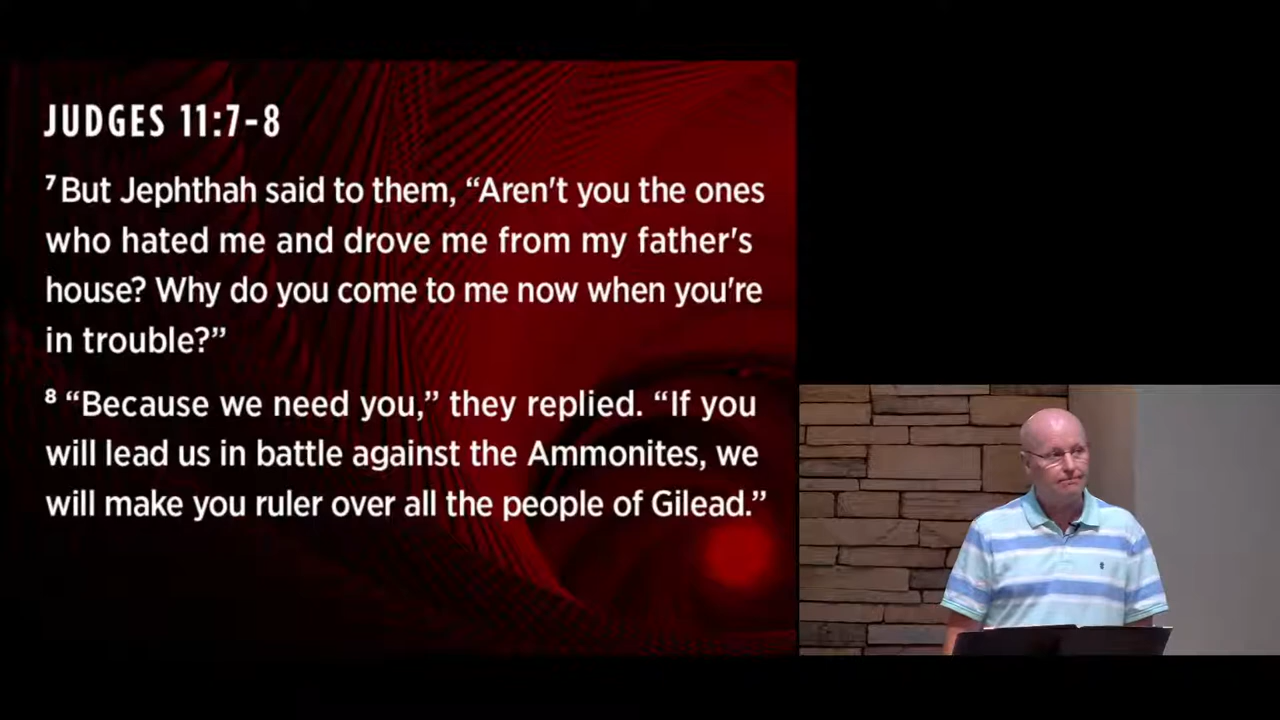 JUDGES 11:7-8
⁷ But Jephthah said to them, “Aren't you the ones
who hated me and drove me from my father's
house? Why do you come to me now when you're
in trouble?”
⁸ “Because we need you,” they replied. “If you
will lead us in battle against the Ammonites, we
will make you ruler over all the people of Gilead.”